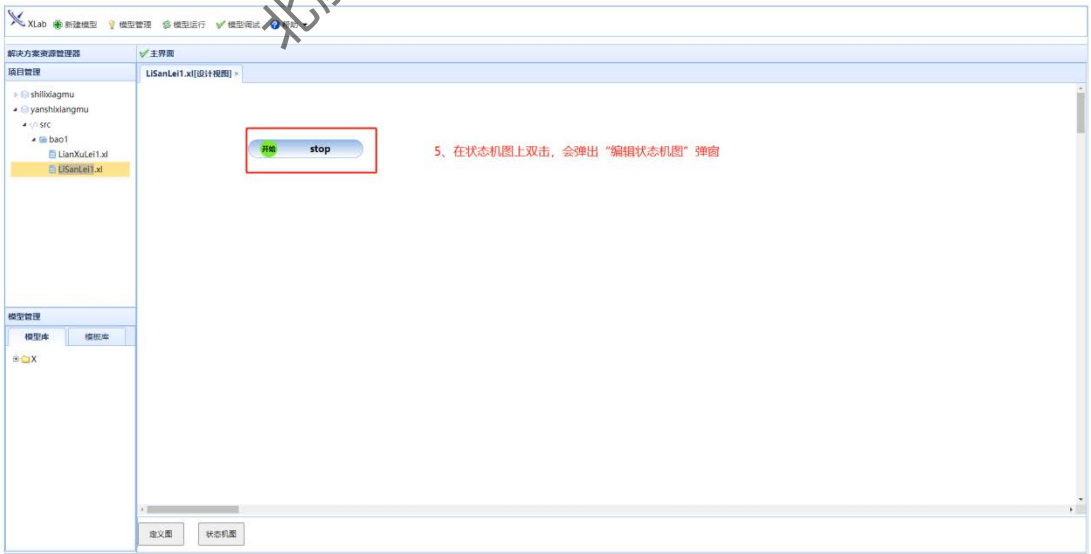 XLab 新建模型 模型管理 模型运行 模型调试 帮助
解决方案资源管理器
主界面
项目管理
LiSanLei1.xl[设计视图] ×
shilixiagmu
yanshixiangmu
src
bao1
LianXuLei1.xl
LiSanLei1.xl
开始 stop
5、在状态机图上双击，会弹出“编辑状态机图”弹窗
模型管理
模型库 模板库
X
定义图 状态机图